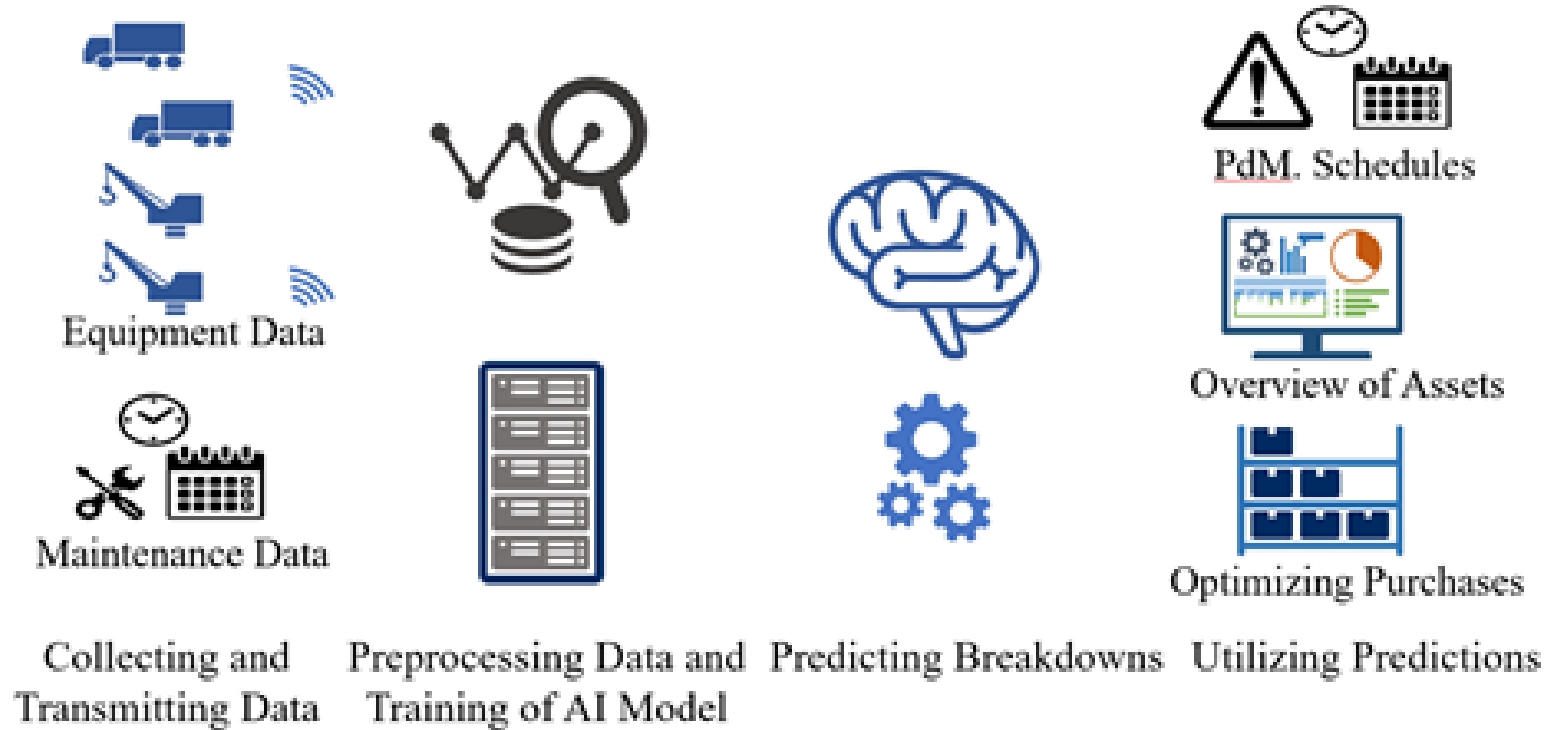 Equipment Data
Maintenance Data
Collecting and
Transmitting Data
Preprocessing Data and
Training of AI Model
Predicting Breakdowns
PdM. Schedules
Overview of Assets
Optimizing Purchases
Utilizing Predictions